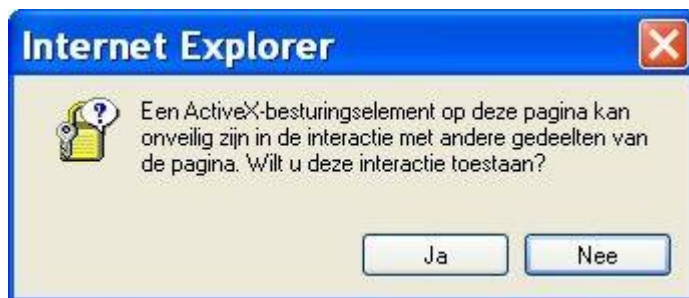 Internet Explorer
Een ActiveX-besturingselement op deze pagina kan
onveilig zijn in de interactie met andere gedeelten van
de pagina. Wilt u deze interactie toestaan?
Ja Nee